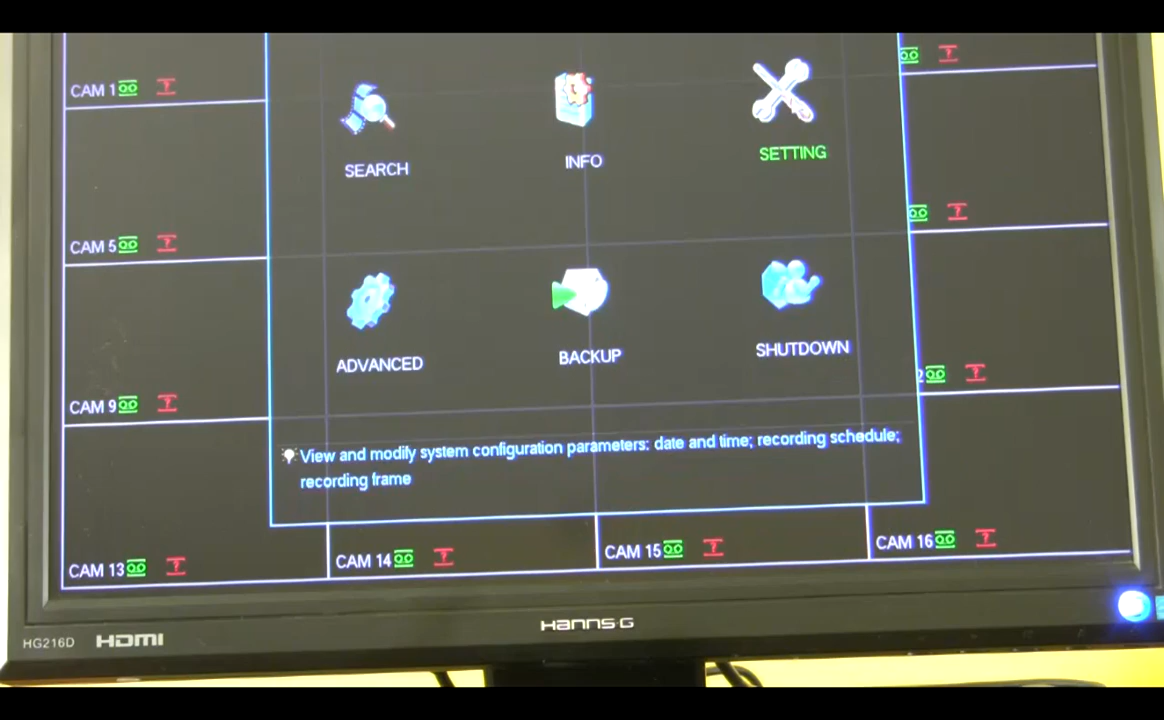 CAM 1
SEARCH
INFO
SETTING
CAM 5
ADVANCED
BACKUP
SHUTDOWN
CAM 9
2
View and modify system configuration parameters: date and time; recording schedule;
recording frame
CAM 13
CAM 14
CAM 15
CAM 16
HG216D HDMI
HANNS·G